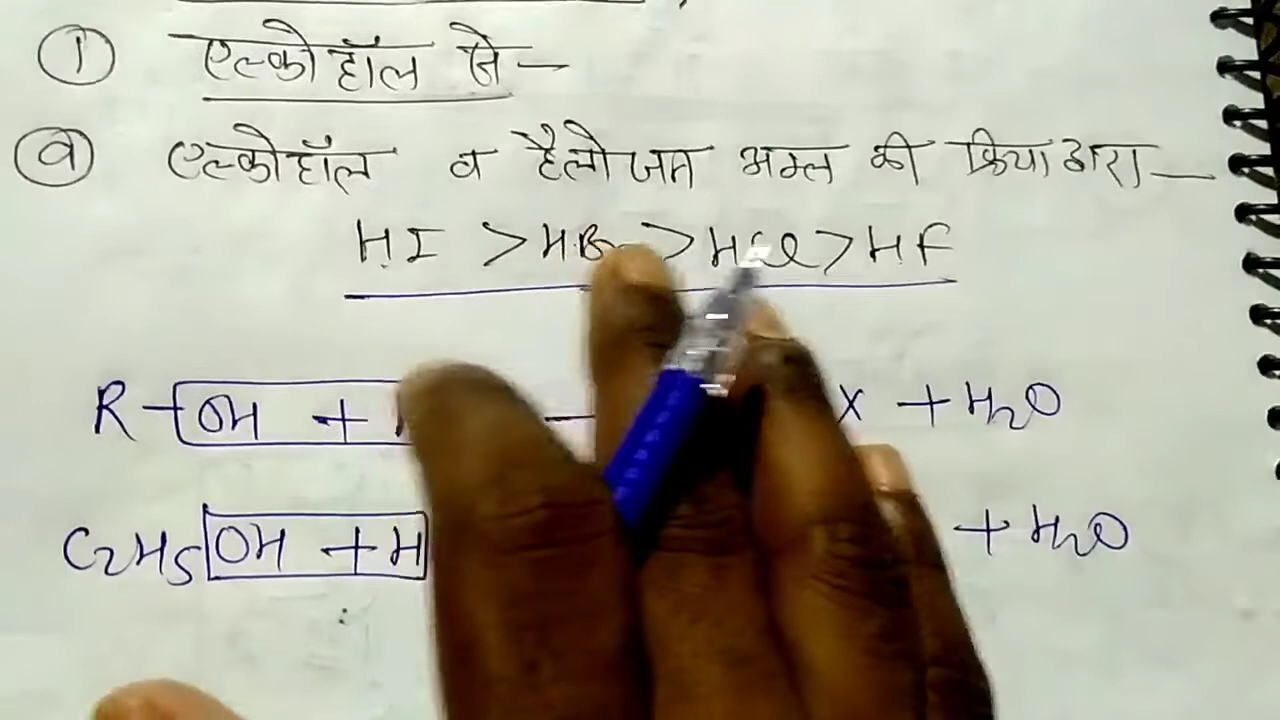 ① एल्कोहॉल से —
(a) एल्कोहॉल व हैलोजन अम्ल की क्रिया द्वारा —
HI > HBr > HCl > HF
R – OH + — X + H2O
C2H5 OH + H + H2O